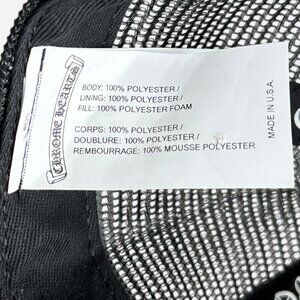 CHROME HEARTS
BODY: 100% POLYESTER /
LINING: 100% POLYESTER /
FILL: 100% POLYESTER FOAM
CORPS: 100% POLYESTER /
DOUBLURE: 100% POLYESTER /
REMBOURRAGE: 100% MOUSSE POLYESTER
MADE IN U.S.A.